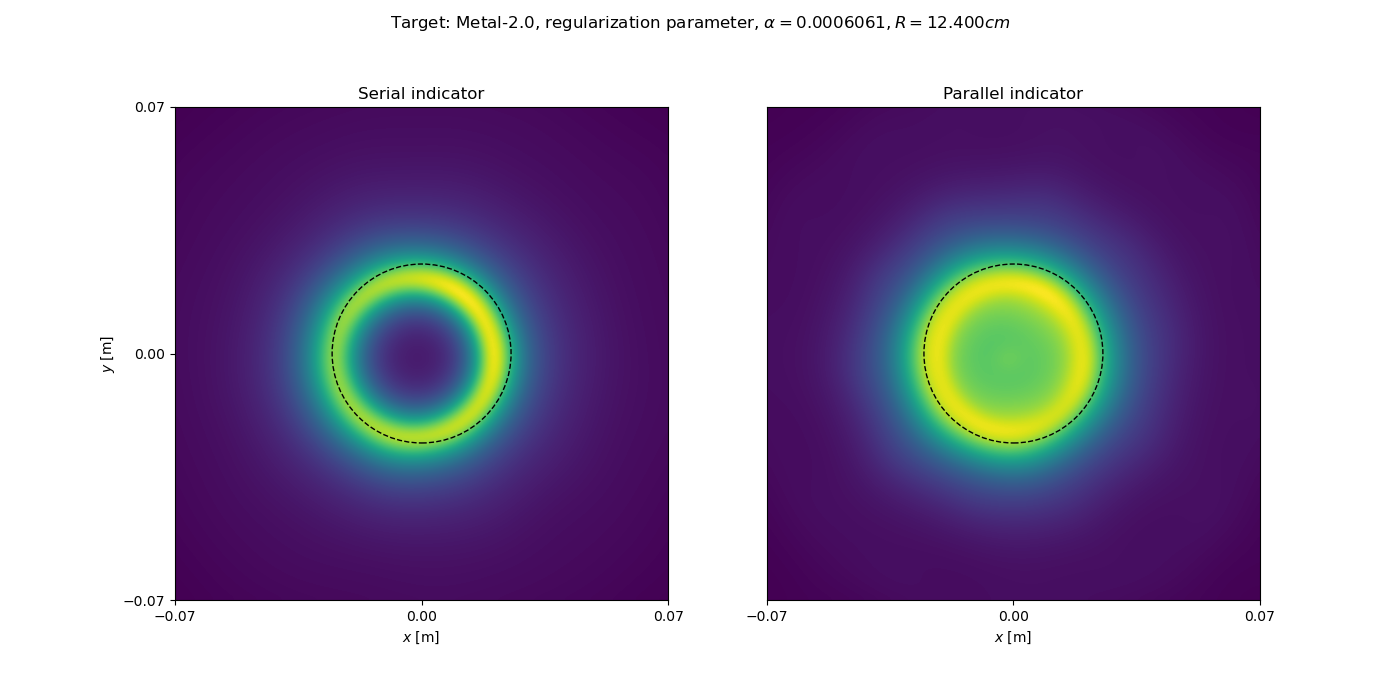 Target: Metal-2.0, regularization parameter, α = 0.0006061, R = 12.400cm
Serial indicator
Parallel indicator
0.07
0.00
−0.07
y [m]
−0.07
0.00
0.07
x [m]
−0.07
0.00
0.07
x [m]